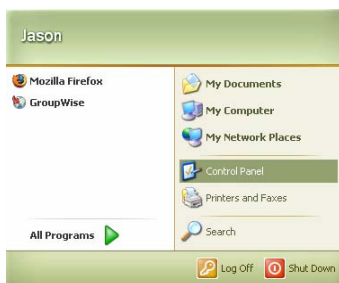 Jason
Mozilla Firefox
GroupWise
All Programs
My Documents
My Computer
My Network Places
Control Panel
Printers and Faxes
Search
Log Off
Shut Down